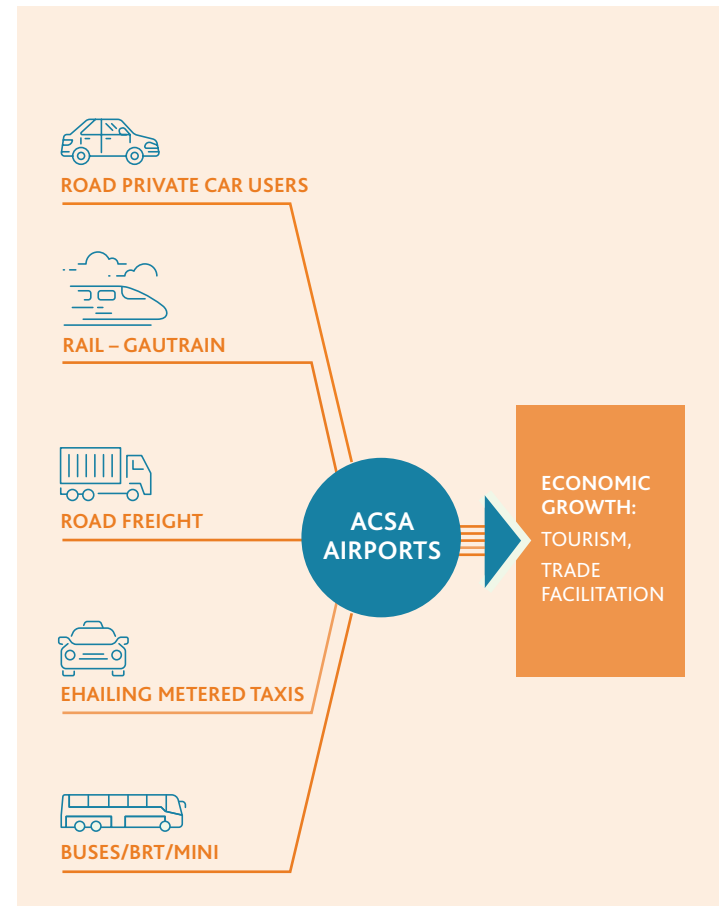 ROAD PRIVATE CAR USERS
RAIL – GAUTRAIN
ROAD FREIGHT
EHAILING METERED TAXIS
BUSES/BRT/MINI
ACSA
AIRPORTS
ECONOMIC
GROWTH:
TOURISM,
TRADE
FACILITATION